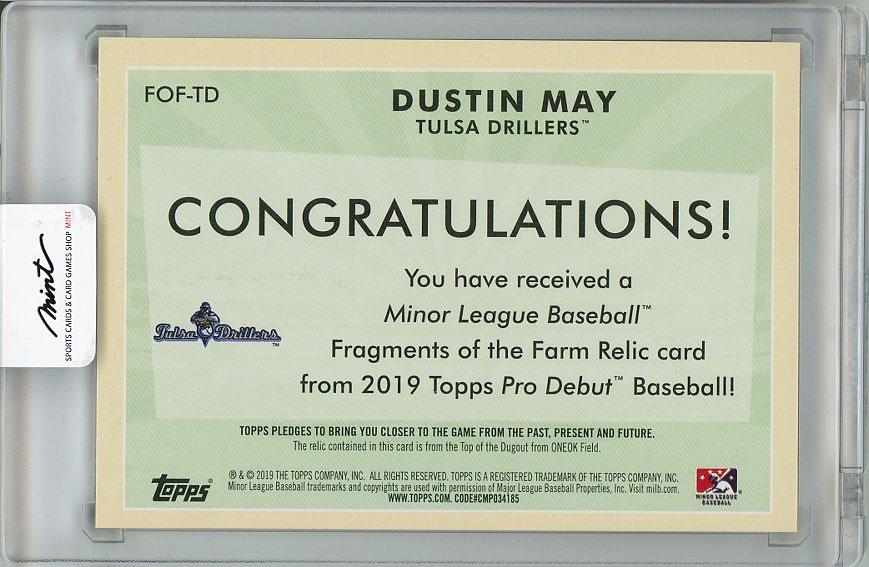 FOF-TD
DUSTIN MAY
TULSA DRILLERS™
CONGRATULATIONS!
You have received a
Minor League Baseball™
Fragments of the Farm Relic card
from 2019 Topps Pro Debut™ Baseball!
Tulsa Drillers™
TOPPS PLEDGES TO BRING YOU CLOSER TO THE GAME FROM THE PAST, PRESENT AND FUTURE.
The relic contained in this card is from the Top of the Dugout from ONEOK Field.
® & © 2019 THE TOPPS COMPANY, INC. ALL RIGHTS RESERVED. TOPPS IS A REGISTERED TRADEMARK OF THE TOPPS COMPANY, INC.
Minor League Baseball trademarks and copyrights are used with permission of Major League Baseball Properties, Inc. Visit milb.com.
WWW.TOPPS.COM. CODE#CMP034185
Topps®
MINOR LEAGUE
BASEBALL
mint
SPORTS CARDS & CARD GAMES SHOP MINT